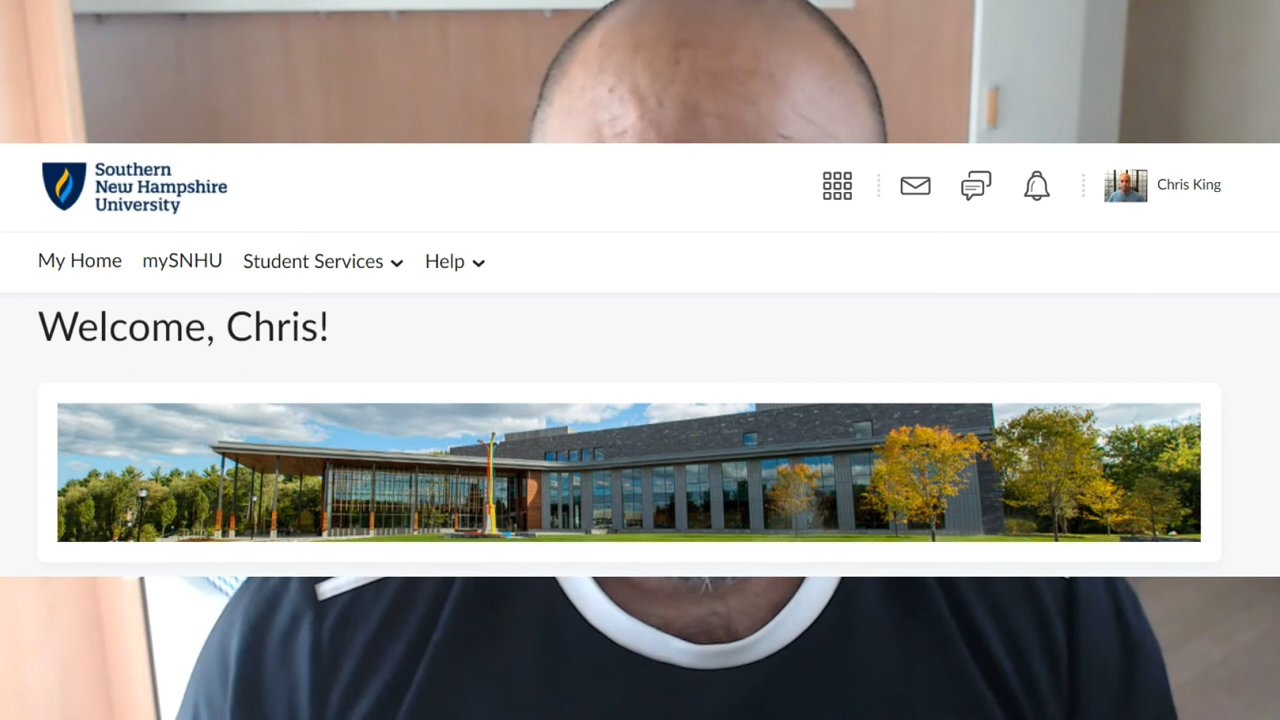 Southern
New Hampshire
University
Chris King
My Home mySNHU Student Services Help
Welcome, Chris!